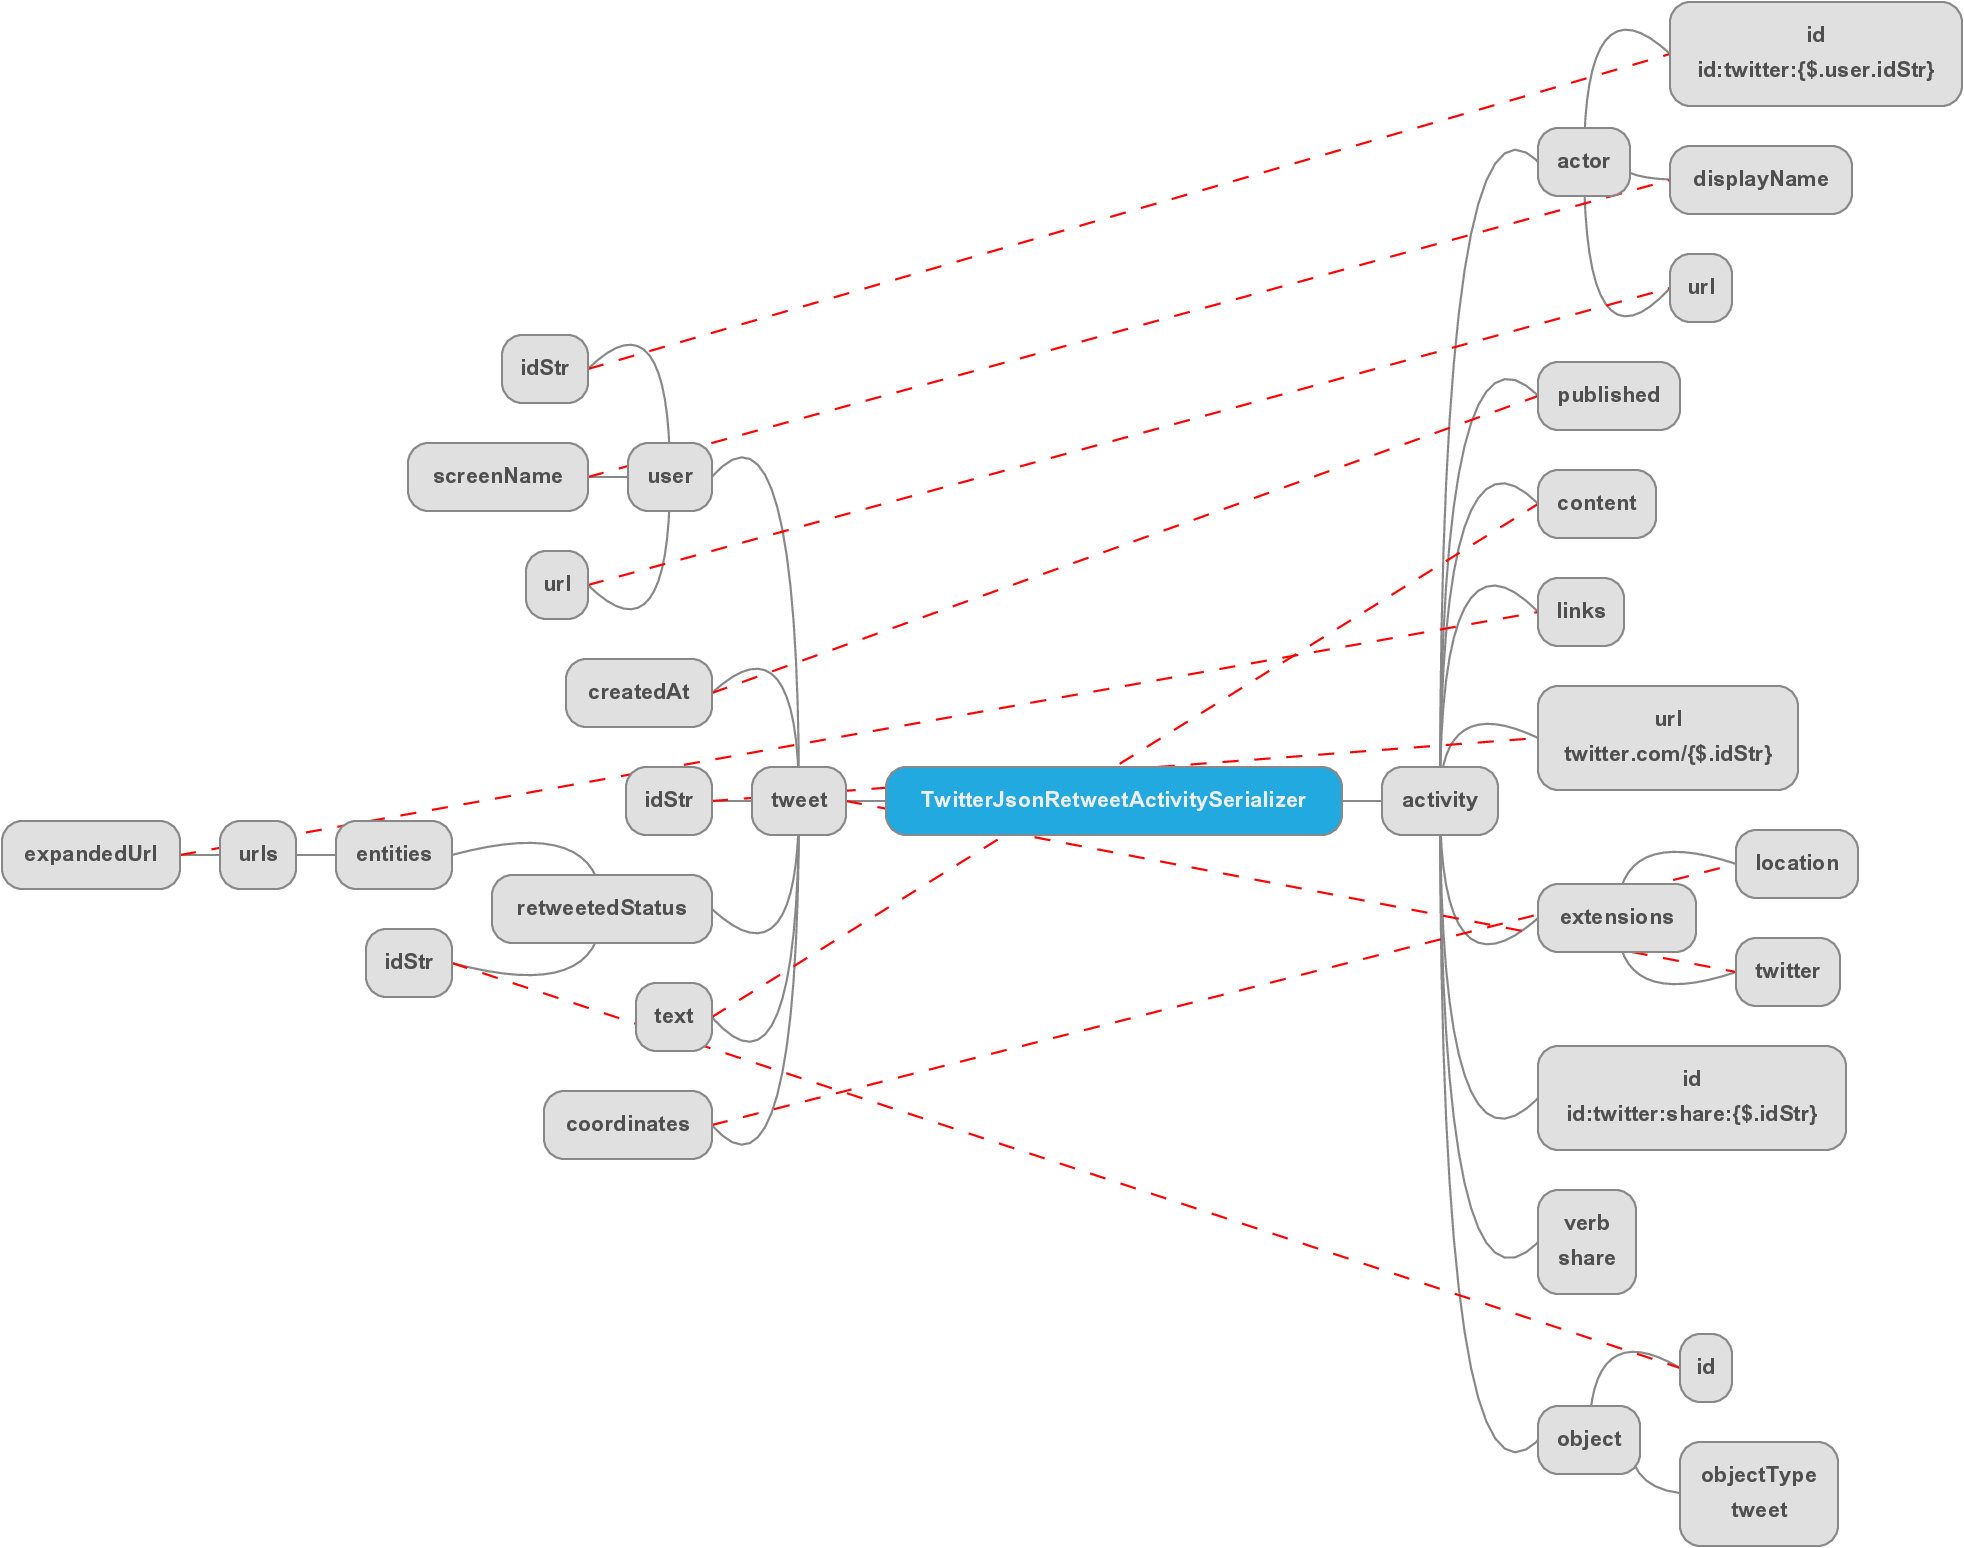 id
id:twitter:{$.user.idStr}
actor
displayName
url
idStr
published
screenName
user
content
url
links
createdAt
url
twitter.com/{$.idStr}
idStr
tweet
TwitterJsonRetweetActivitySerializer
activity
expandedUrl
urls
entities
location
retweetedStatus
extensions
idStr
twitter
text
id
id:twitter:share:{$.idStr}
coordinates
verb
share
id
object
objectType
tweet